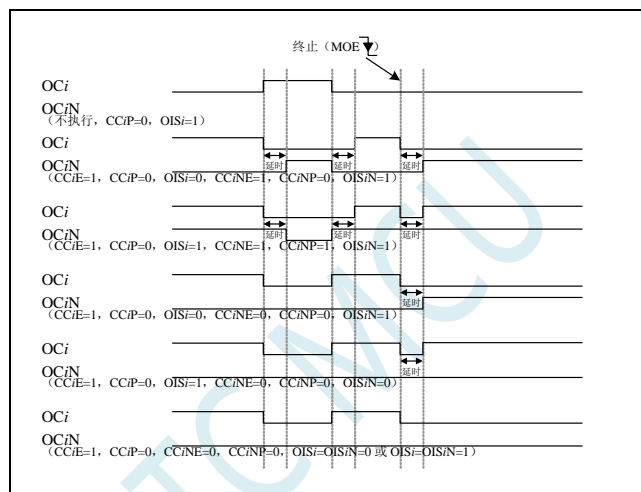 终止（MOE）
OCi
OCiN
（不执行，CCiP=0，OISi=1）
OCi
延时 延时 延时
OCiN
（CCiE=1，CCiP=0，OISi=0，CCiNE=1，CCiNP=0，OISiN=1）
OCi
延时 延时 延时
OCiN
（CCiE=1，CCiP=0，OISi=1，CCiNE=1，CCiNP=1，OISiN=1）
OCi
延时
OCiN
（CCiE=1，CCiP=0，OISi=0，CCiNE=0，CCiNP=0，OISiN=1）
OCi
延时
OCiN
（CCiE=1，CCiP=0，OISi=1，CCiNE=0，CCiNP=0，OISiN=0）
OCi
OCiN
（CCiE=1，CCiP=0，CCiNE=0，CCiNP=0，OISi=OISiN=0 或 OISi=OISiN=1）
TC MCU